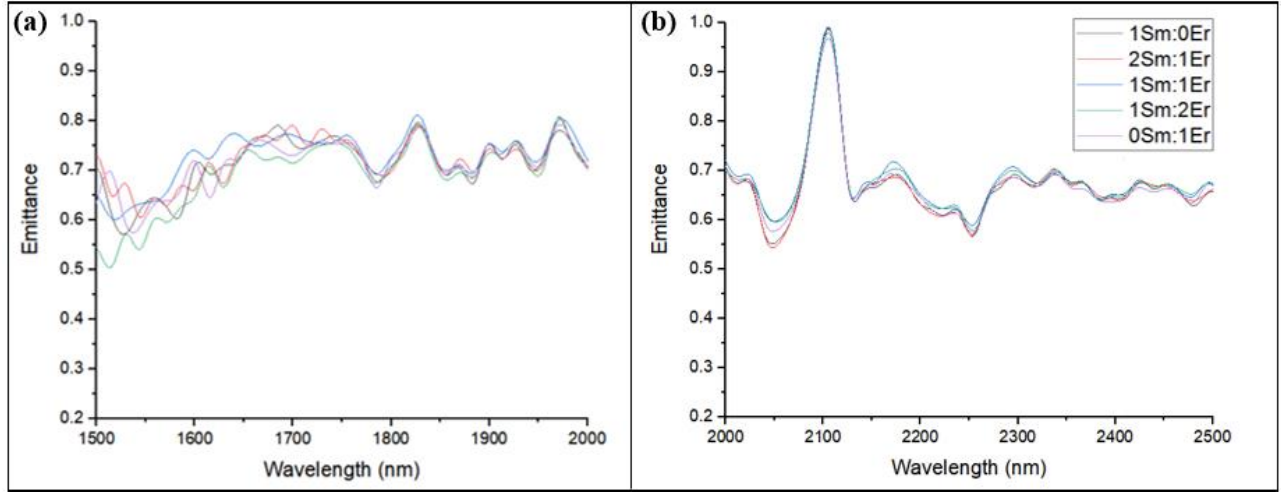 (a)
1.0
0.9
0.8
0.7
0.6
0.5
0.4
0.3
0.2
Emittance
1500 1600 1700 1800 1900 2000
Wavelength (nm)
(b)
1.0
0.9
0.8
0.7
0.6
0.5
0.4
0.3
0.2
Emittance
2000 2100 2200 2300 2400 2500
Wavelength (nm)
1Sm:0Er
2Sm:1Er
1Sm:1Er
1Sm:2Er
0Sm:1Er